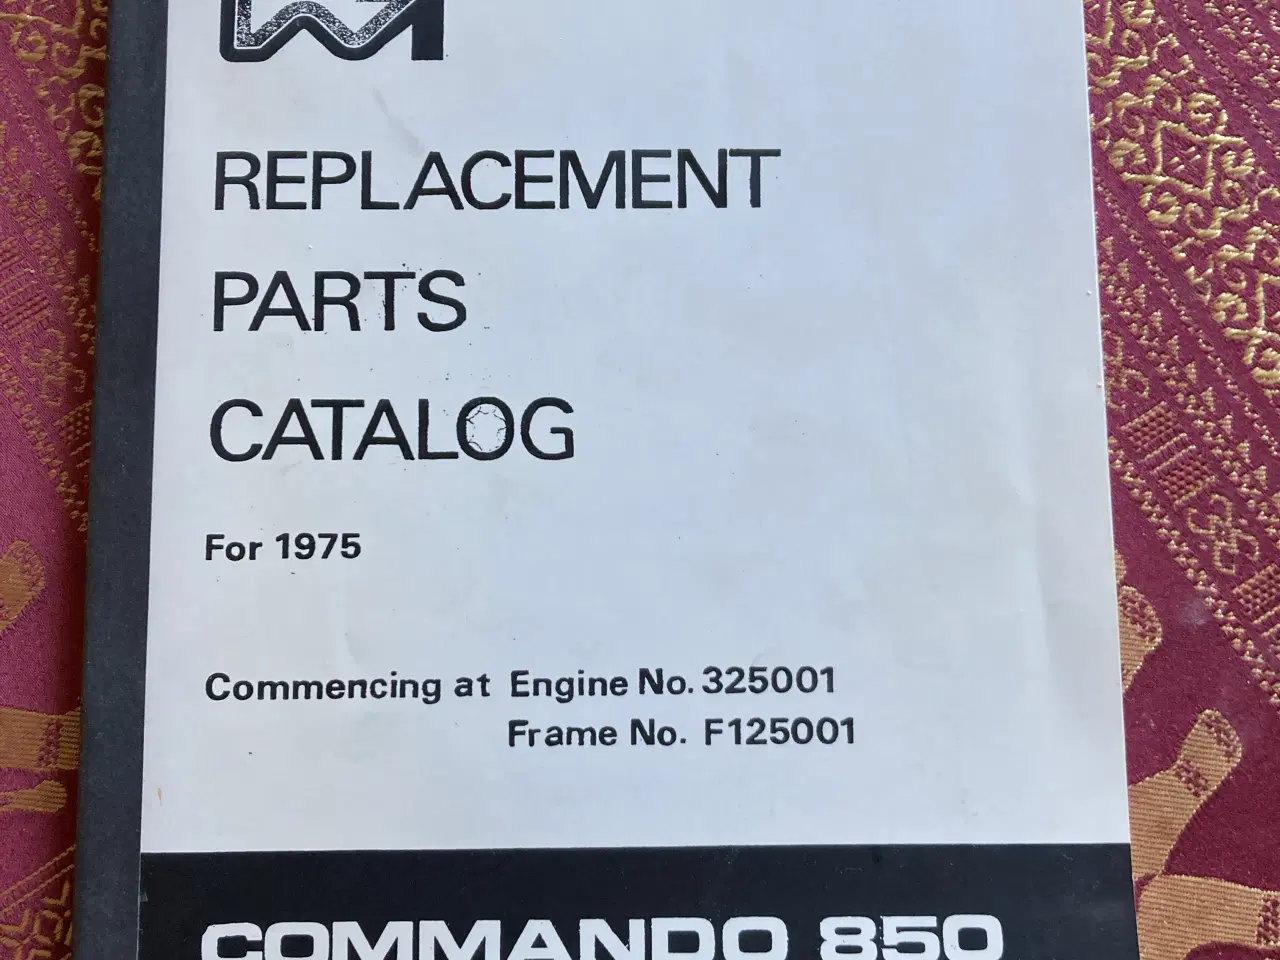 REPLACEMENT
PARTS
CATALOG
For 1975
Commencing at Engine No. 325001
Frame No. F125001
COMMANDO 850